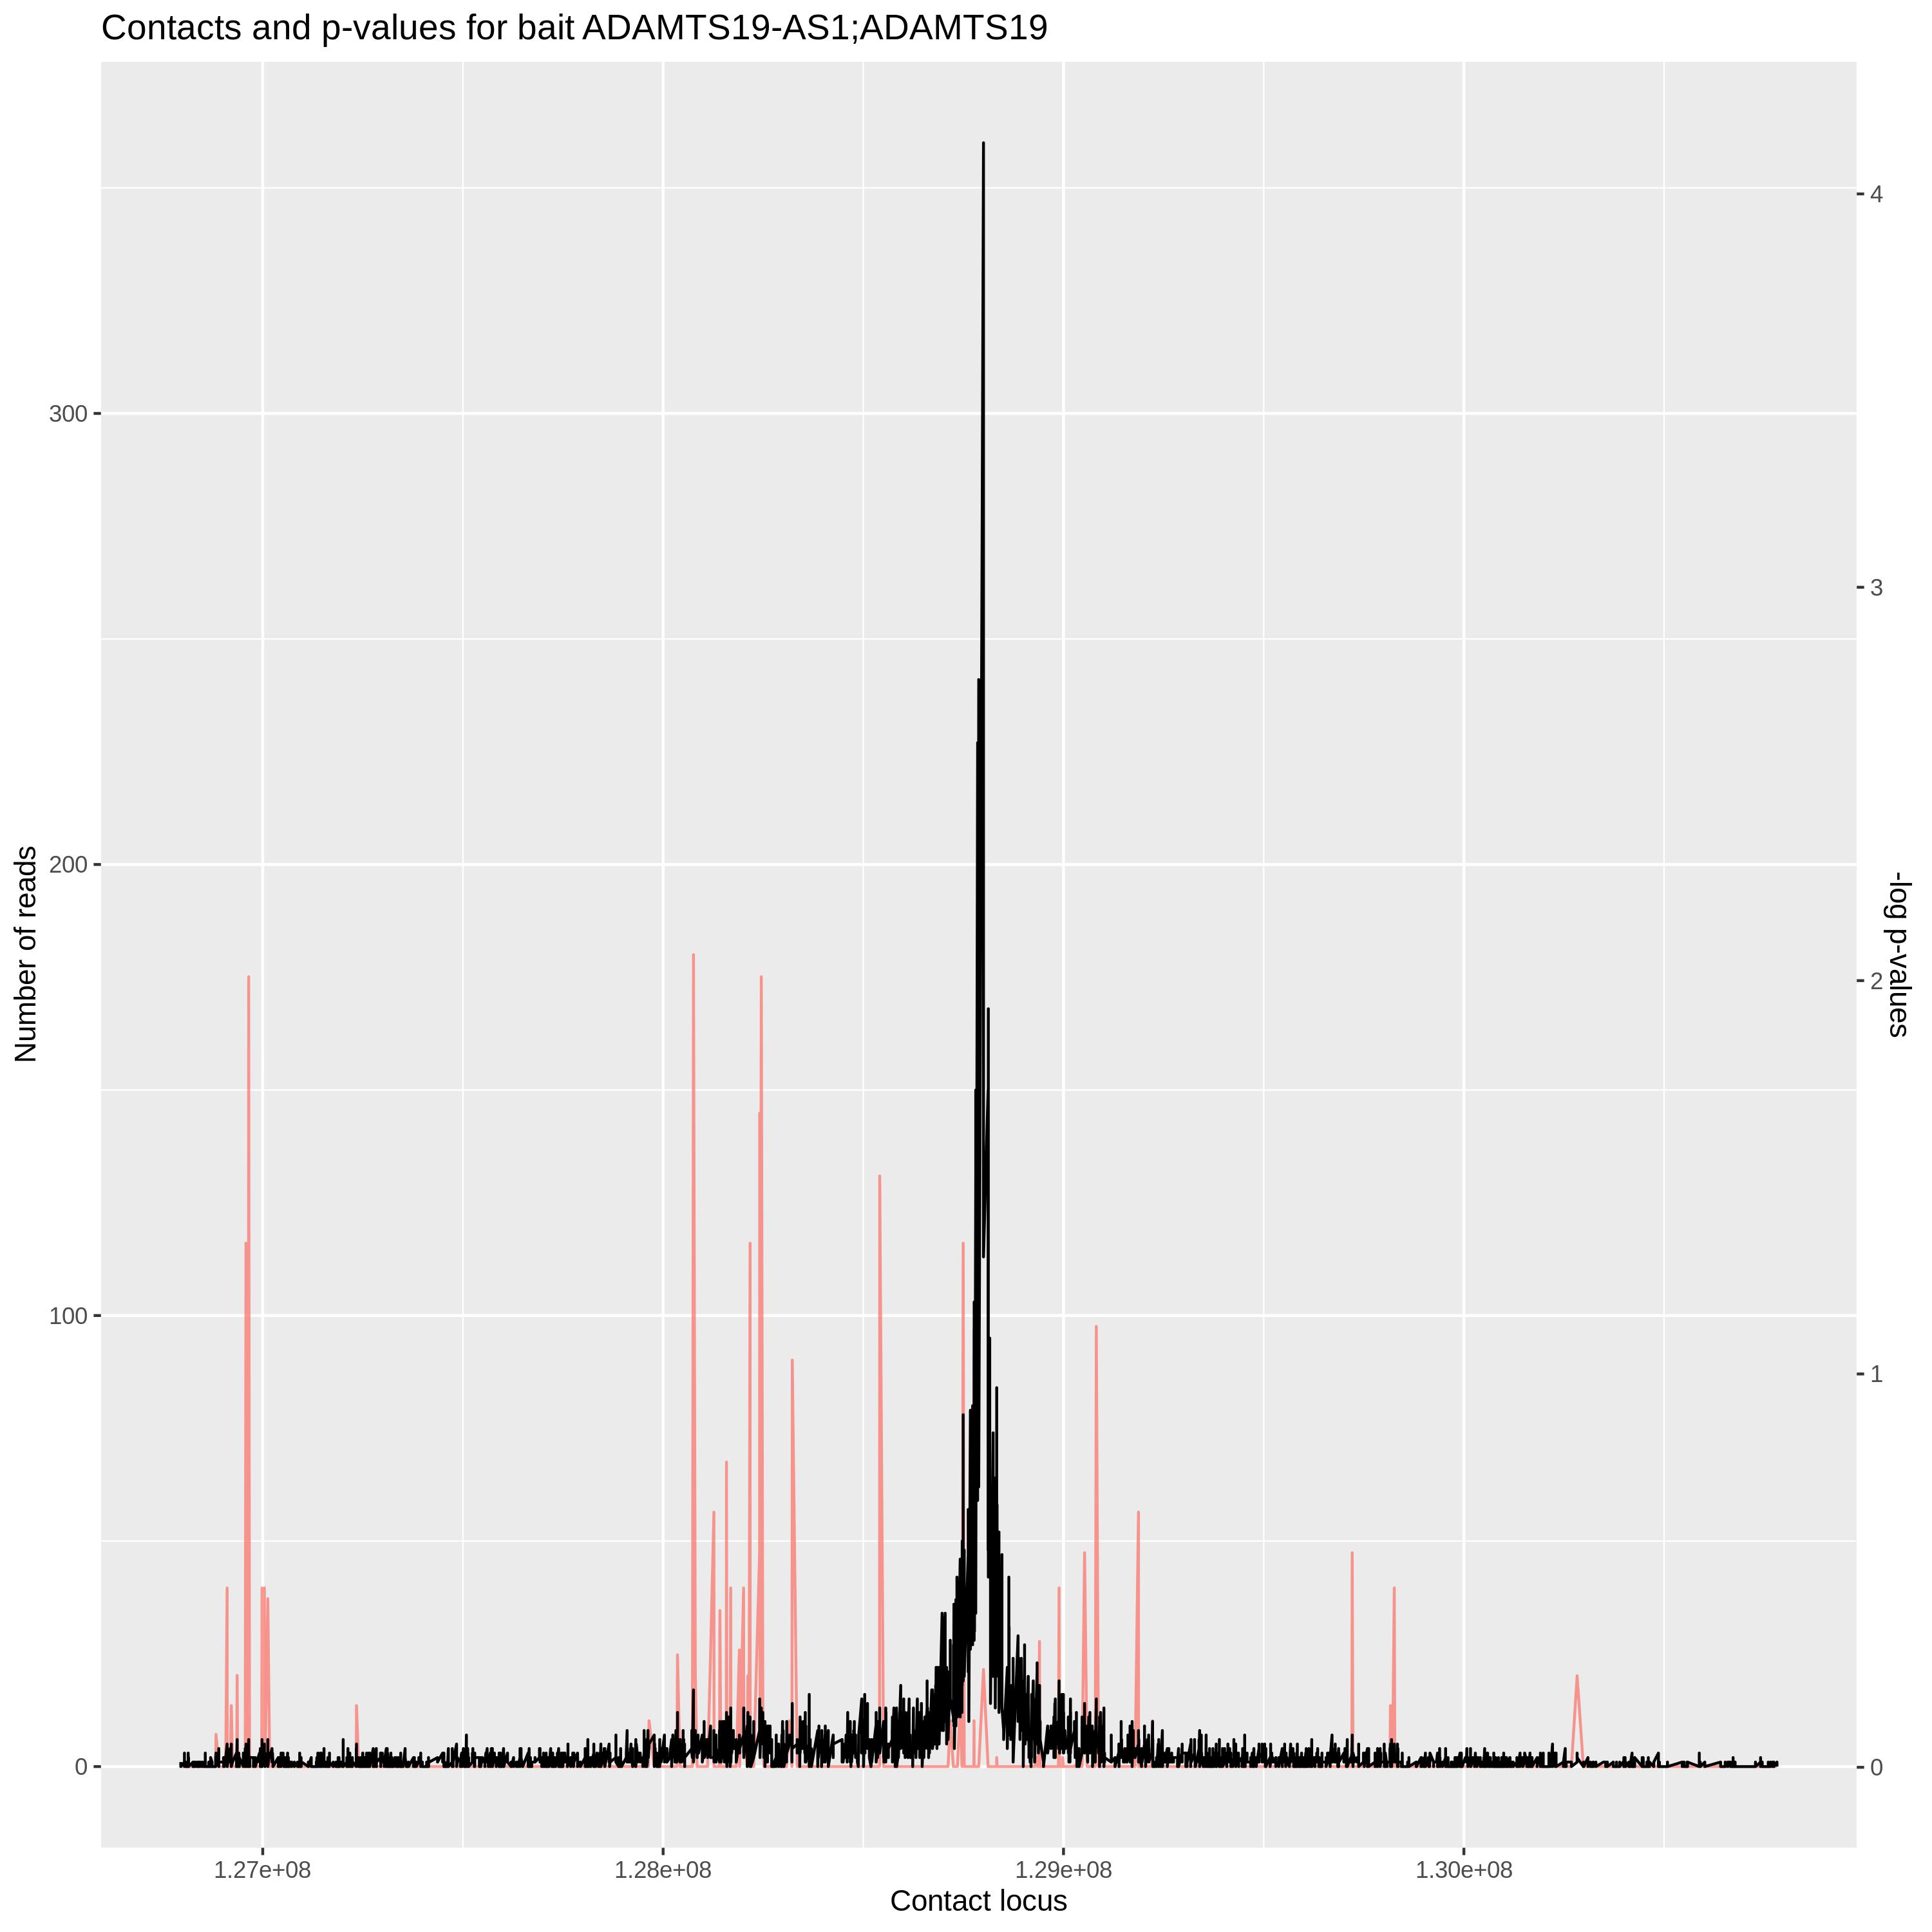 Contacts and p-values for bait ADAMTS19-AS1;ADAMTS19
Number of reads
300
200
100
0
4
3
2
1
0
-log p-values
1.27e+08 1.28e+08 1.29e+08 1.30e+08
Contact locus